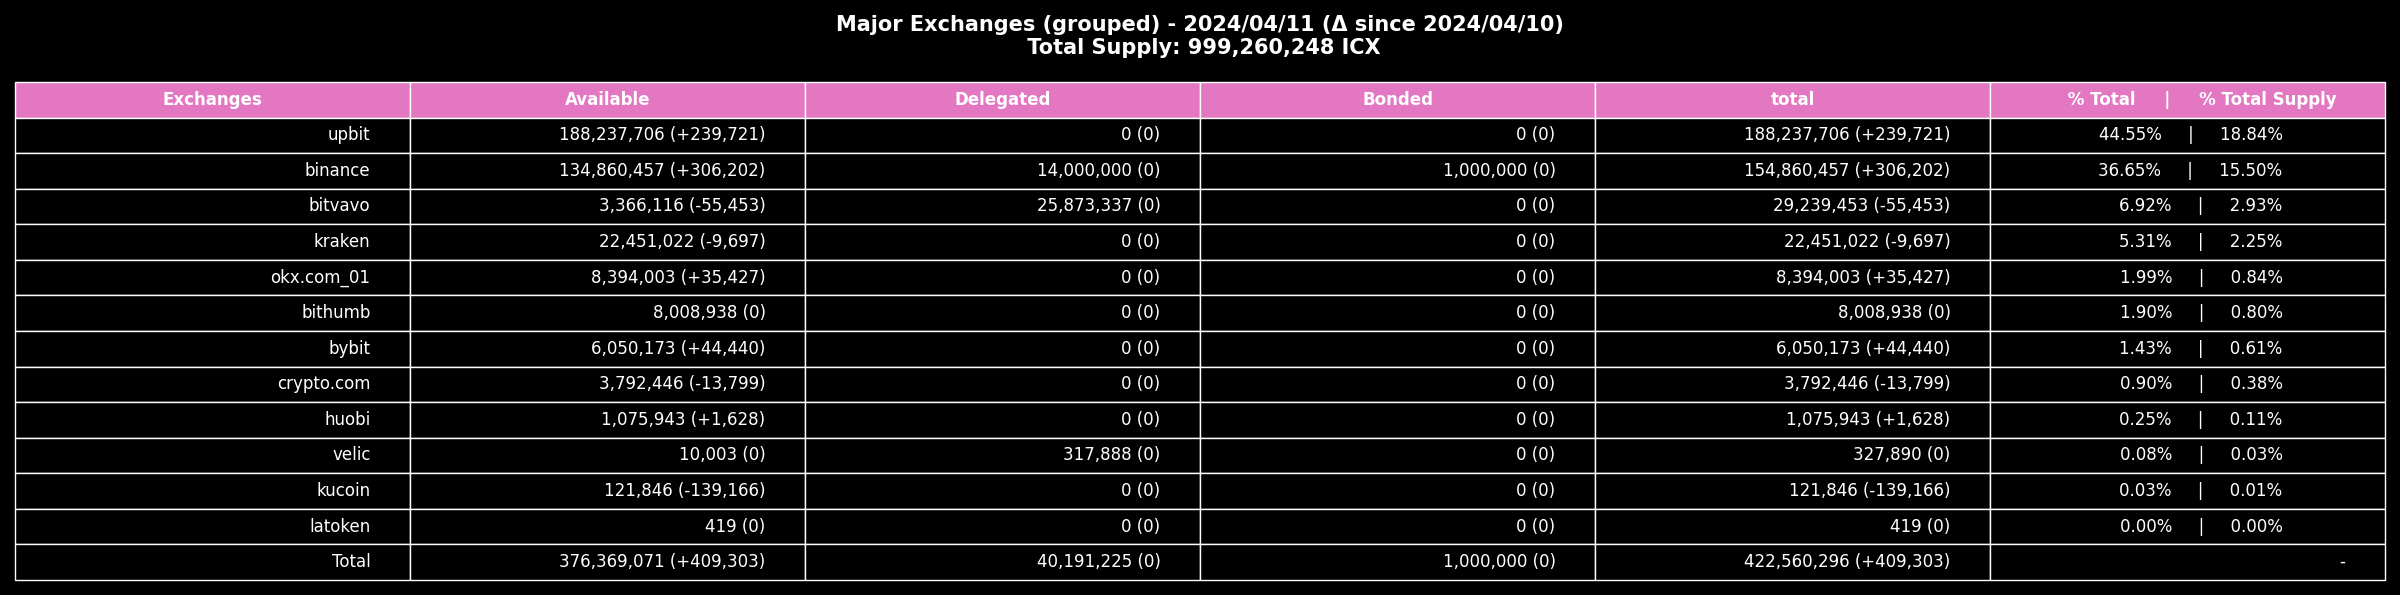 Major Exchanges (grouped) - 2024/04/11 (Δ since 2024/04/10)
Total Supply: 999,260,248 ICX
Exchanges Available Delegated Bonded total % Total | % Total Supply
upbit 188,237,706 (+239,721) 0 (0) 0 (0) 188,237,706 (+239,721) 44.55% | 18.84%
binance 134,860,457 (+306,202) 14,000,000 (0) 1,000,000 (0) 154,860,457 (+306,202) 36.65% | 15.50%
bitvavo 3,366,116 (-55,453) 25,873,337 (0) 0 (0) 29,239,453 (-55,453) 6.92% | 2.93%
kraken 22,451,022 (-9,697) 0 (0) 0 (0) 22,451,022 (-9,697) 5.31% | 2.25%
okx.com_01 8,394,003 (+35,427) 0 (0) 0 (0) 8,394,003 (+35,427) 1.99% | 0.84%
bithumb 8,008,938 (0) 0 (0) 0 (0) 8,008,938 (0) 1.90% | 0.80%
bybit 6,050,173 (+44,440) 0 (0) 0 (0) 6,050,173 (+44,440) 1.43% | 0.61%
crypto.com 3,792,446 (-13,799) 0 (0) 0 (0) 3,792,446 (-13,799) 0.90% | 0.38%
huobi 1,075,943 (+1,628) 0 (0) 0 (0) 1,075,943 (+1,628) 0.25% | 0.11%
velic 10,003 (0) 317,888 (0) 0 (0) 327,890 (0) 0.08% | 0.03%
kucoin 121,846 (-139,166) 0 (0) 0 (0) 121,846 (-139,166) 0.03% | 0.01%
latoken 419 (0) 0 (0) 0 (0) 419 (0) 0.00% | 0.00%
Total 376,369,071 (+409,303) 40,191,225 (0) 1,000,000 (0) 422,560,296 (+409,303) -